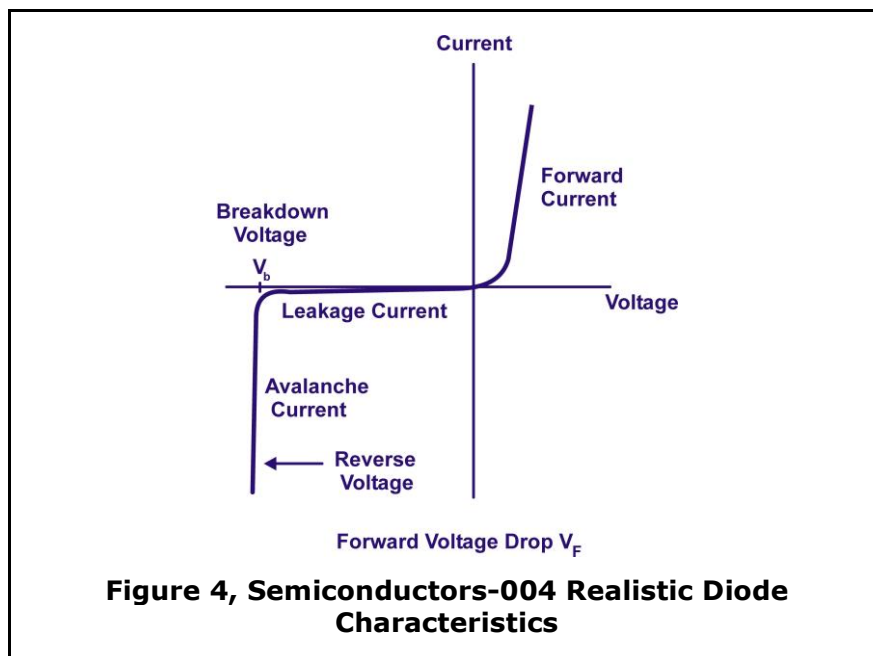 Current
Forward
Current
Breakdown
Voltage
Vb
Leakage Current
Voltage
Avalanche
Current
Reverse
Voltage
Forward Voltage Drop VF
Figure 4, Semiconductors-004 Realistic Diode
Characteristics